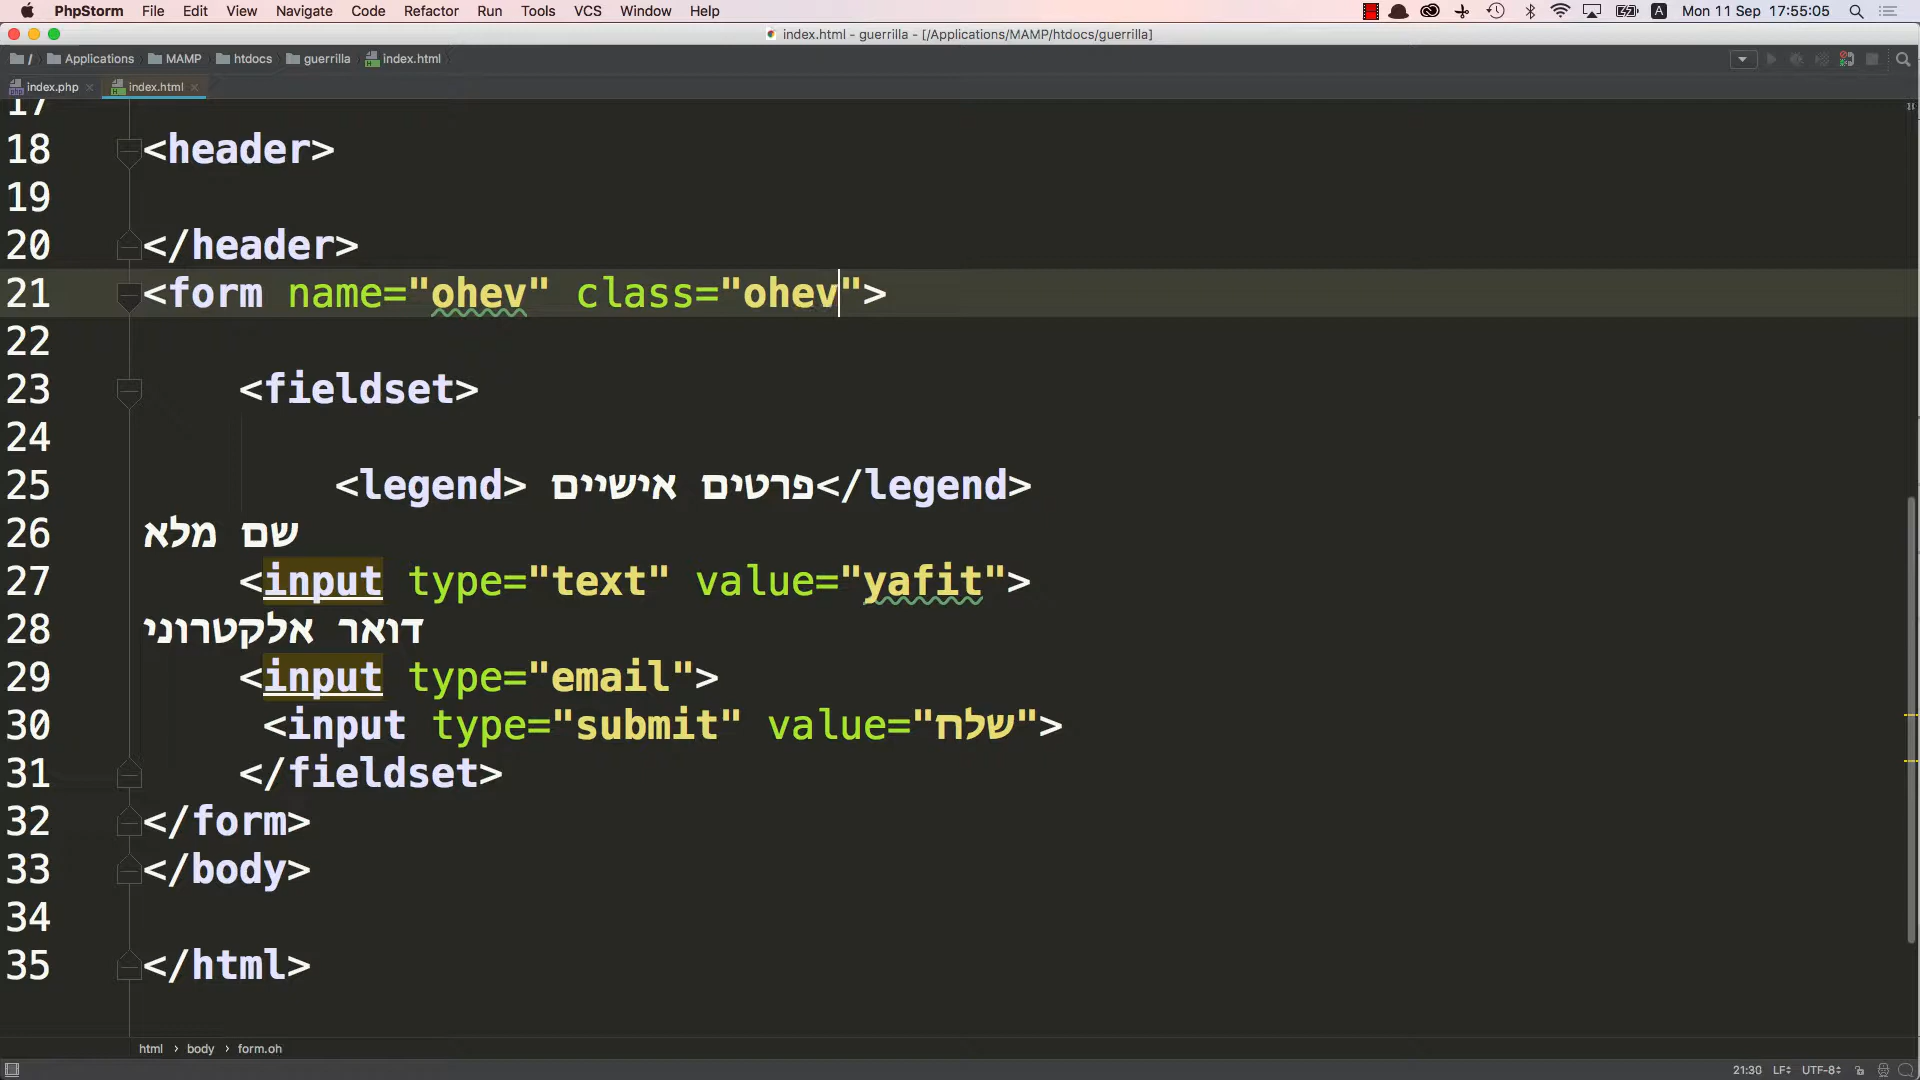 PhpStorm File Edit View Navigate Code Refactor Run Tools VCS Window Help A Mon 11 Sep 17:55:05
index.html - guerrilla - [/Applications/MAMP/htdocs/guerrilla]
/ Applications MAMP htdocs guerrilla index.html
index.php index.html
17
18 <header>
19
20 </header>
21 <form name="ohev" class="ohev">
22
23 <fieldset>
24
25 <legend> פרטים אישיים</legend>
26 שם מלא
27 <input type="text" value="yafit">
28 דואר אלקטרוני
29 <input type="email">
30 <input type="submit" value="שלח">
31 </fieldset>
32 </form>
33 </body>
34
35 </html>
html › body › form.oh
21:30 LF UTF-8